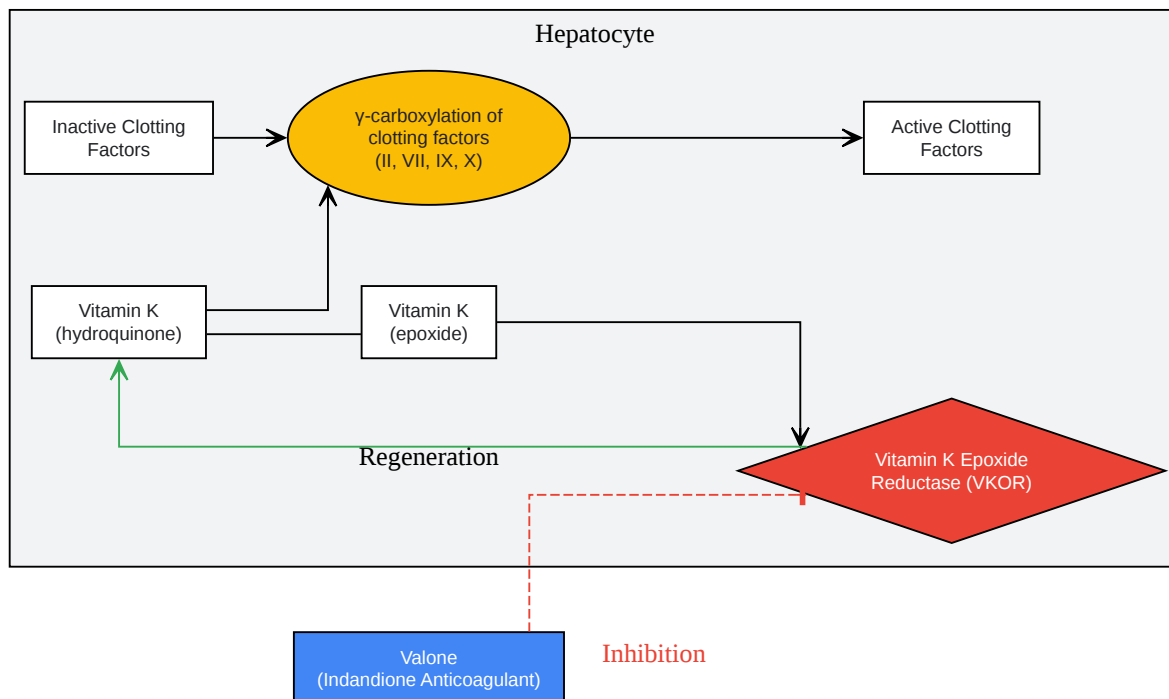 Hepatocyte
Inactive Clotting
Factors
γ-carboxylation of
clotting factors
(II, VII, IX, X)
Active Clotting
Factors
Vitamin K
(hydroquinone)
Vitamin K
(epoxide)
Regeneration
Vitamin K Epoxide
Reductase (VKOR)
Valone
(Indandione Anticoagulant)
Inhibition